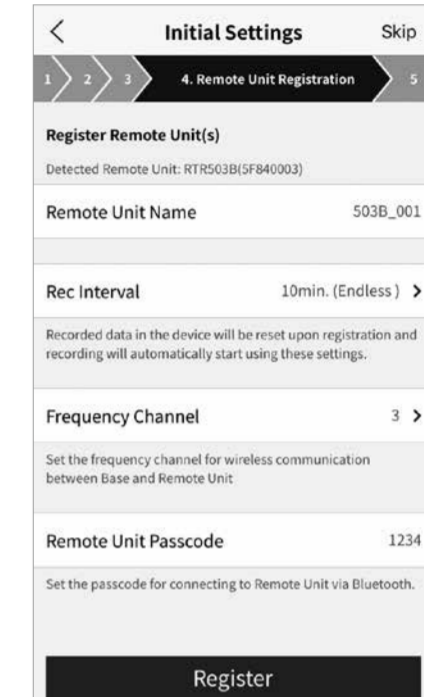 Initial Settings Skip
1 2 3 4. Remote Unit Registration 5
Register Remote Unit(s)
Detected Remote Unit: RTR503B(5F840003)
Remote Unit Name 503B_001
Rec Interval 10min. (Endless )
Recorded data in the device will be reset upon registration and
recording will automatically start using these settings.
Frequency Channel 3
Set the frequency channel for wireless communication
between Base and Remote Unit
Remote Unit Passcode 1234
Set the passcode for connecting to Remote Unit via Bluetooth.
Register